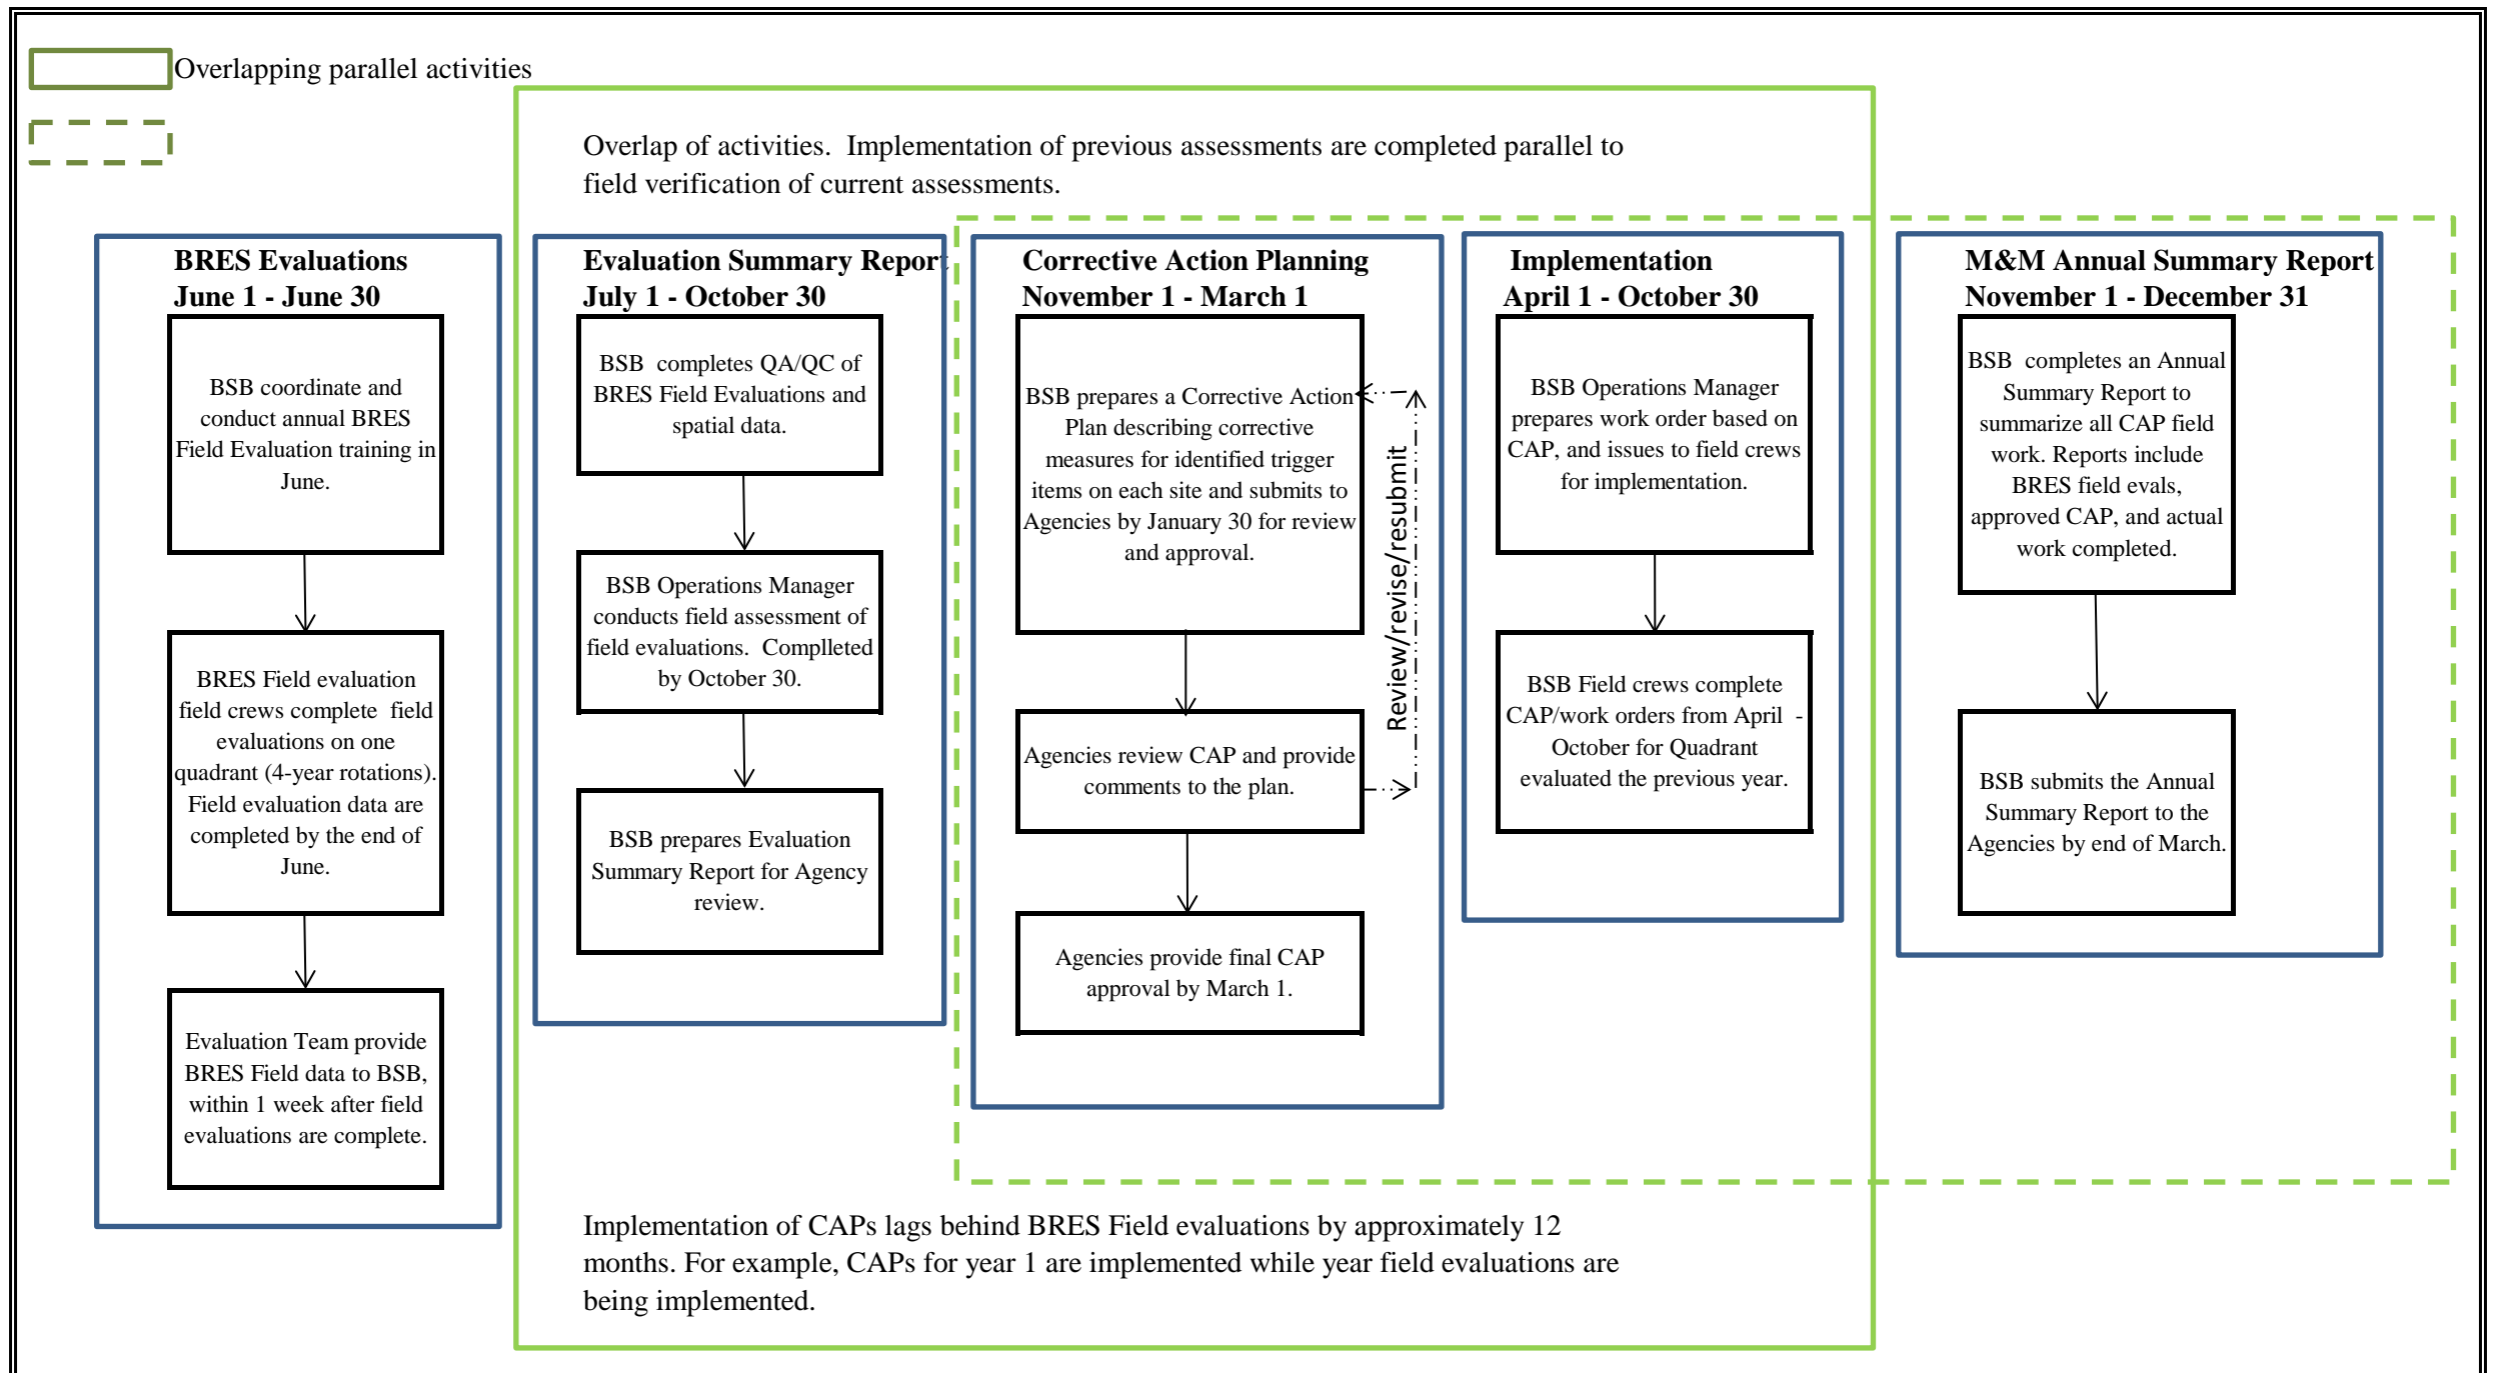 Overlapping parallel activities
Overlap of activities.  Implementation of previous assessments are completed parallel to
field verification of current assessments.
BRES Evaluations
June 1 - June 30
BSB coordinate and
conduct annual BRES
Field Evaluation training in
June.
BRES Field evaluation
field crews complete  field
evaluations on one
quadrant (4-year rotations).
Field evaluation data are
completed by the end of
June.
Evaluation Team provide
BRES Field data to BSB,
within 1 week after field
evaluations are complete.
Evaluation Summary Report
July 1 - October 30
BSB  completes QA/QC of
BRES Field Evaluations and
spatial data.
BSB Operations Manager
conducts field assessment of
field evaluations.  Complleted
by October 30.
BSB prepares Evaluation
Summary Report for Agency
review.
Corrective Action Planning
November 1 - March 1
BSB prepares a Corrective Action
Plan describing corrective
measures for identified trigger
items on each site and submits to
Agencies by January 30 for review
and approval.
Agencies review CAP and provide
comments to the plan.
Agencies provide final CAP
approval by March 1.
Review/revise/resubmit
Implementation
April 1 - October 30
BSB Operations Manager
prepares work order based on
CAP, and issues to field crews
for implementation.
BSB Field crews complete
CAP/work orders from April  -
October for Quadrant
evaluated the previous year.
M&M Annual Summary Report
November 1 - December 31
BSB  completes an Annual
Summary Report to
summarize all CAP field
work. Reports include
BRES field evals,
approved CAP, and actual
work completed.
BSB submits the Annual
Summary Report to the
Agencies by end of March.
Implementation of CAPs lags behind BRES Field evaluations by approximately 12
months. For example, CAPs for year 1 are implemented while year field evaluations are
being implemented.